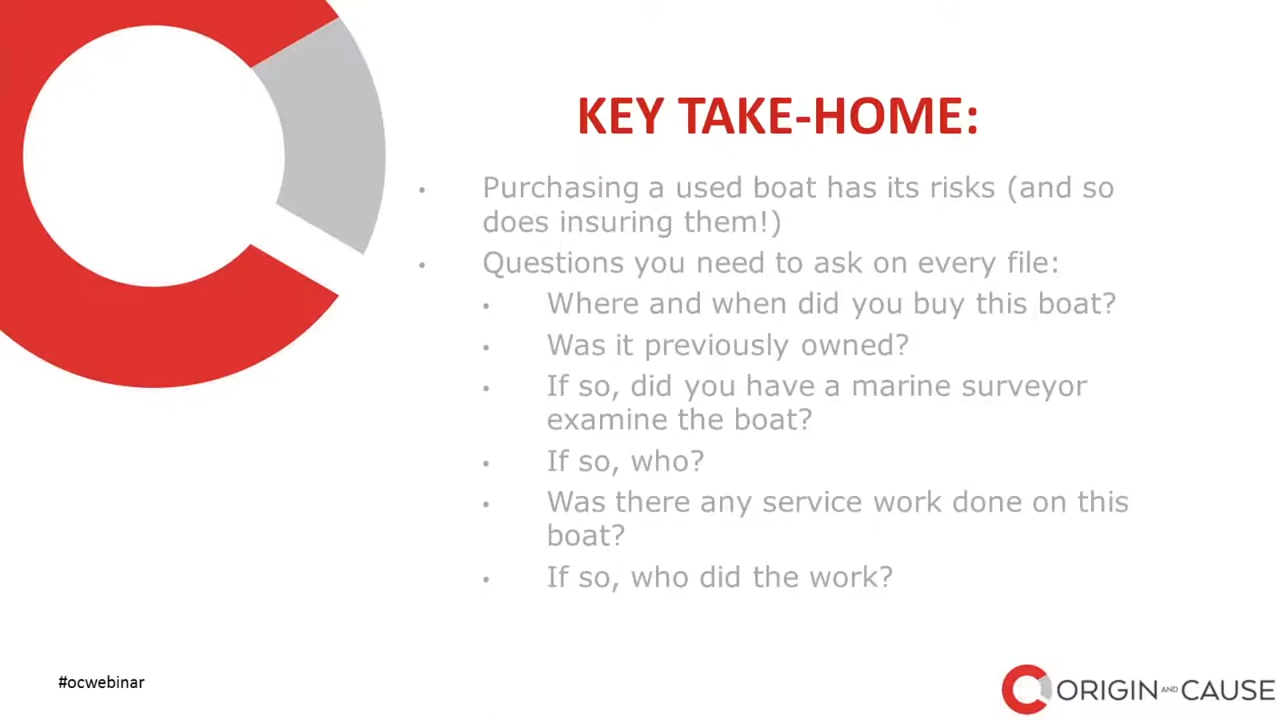 KEY TAKE-HOME:
• Purchasing a used boat has its risks (and so
does insuring them!)
• Questions you need to ask on every file:
• Where and when did you buy this boat?
• Was it previously owned?
• If so, did you have a marine surveyor
examine the boat?
• If so, who?
• Was there any service work done on this
boat?
• If so, who did the work?
#ocwebinar
ORIGIN AND CAUSE